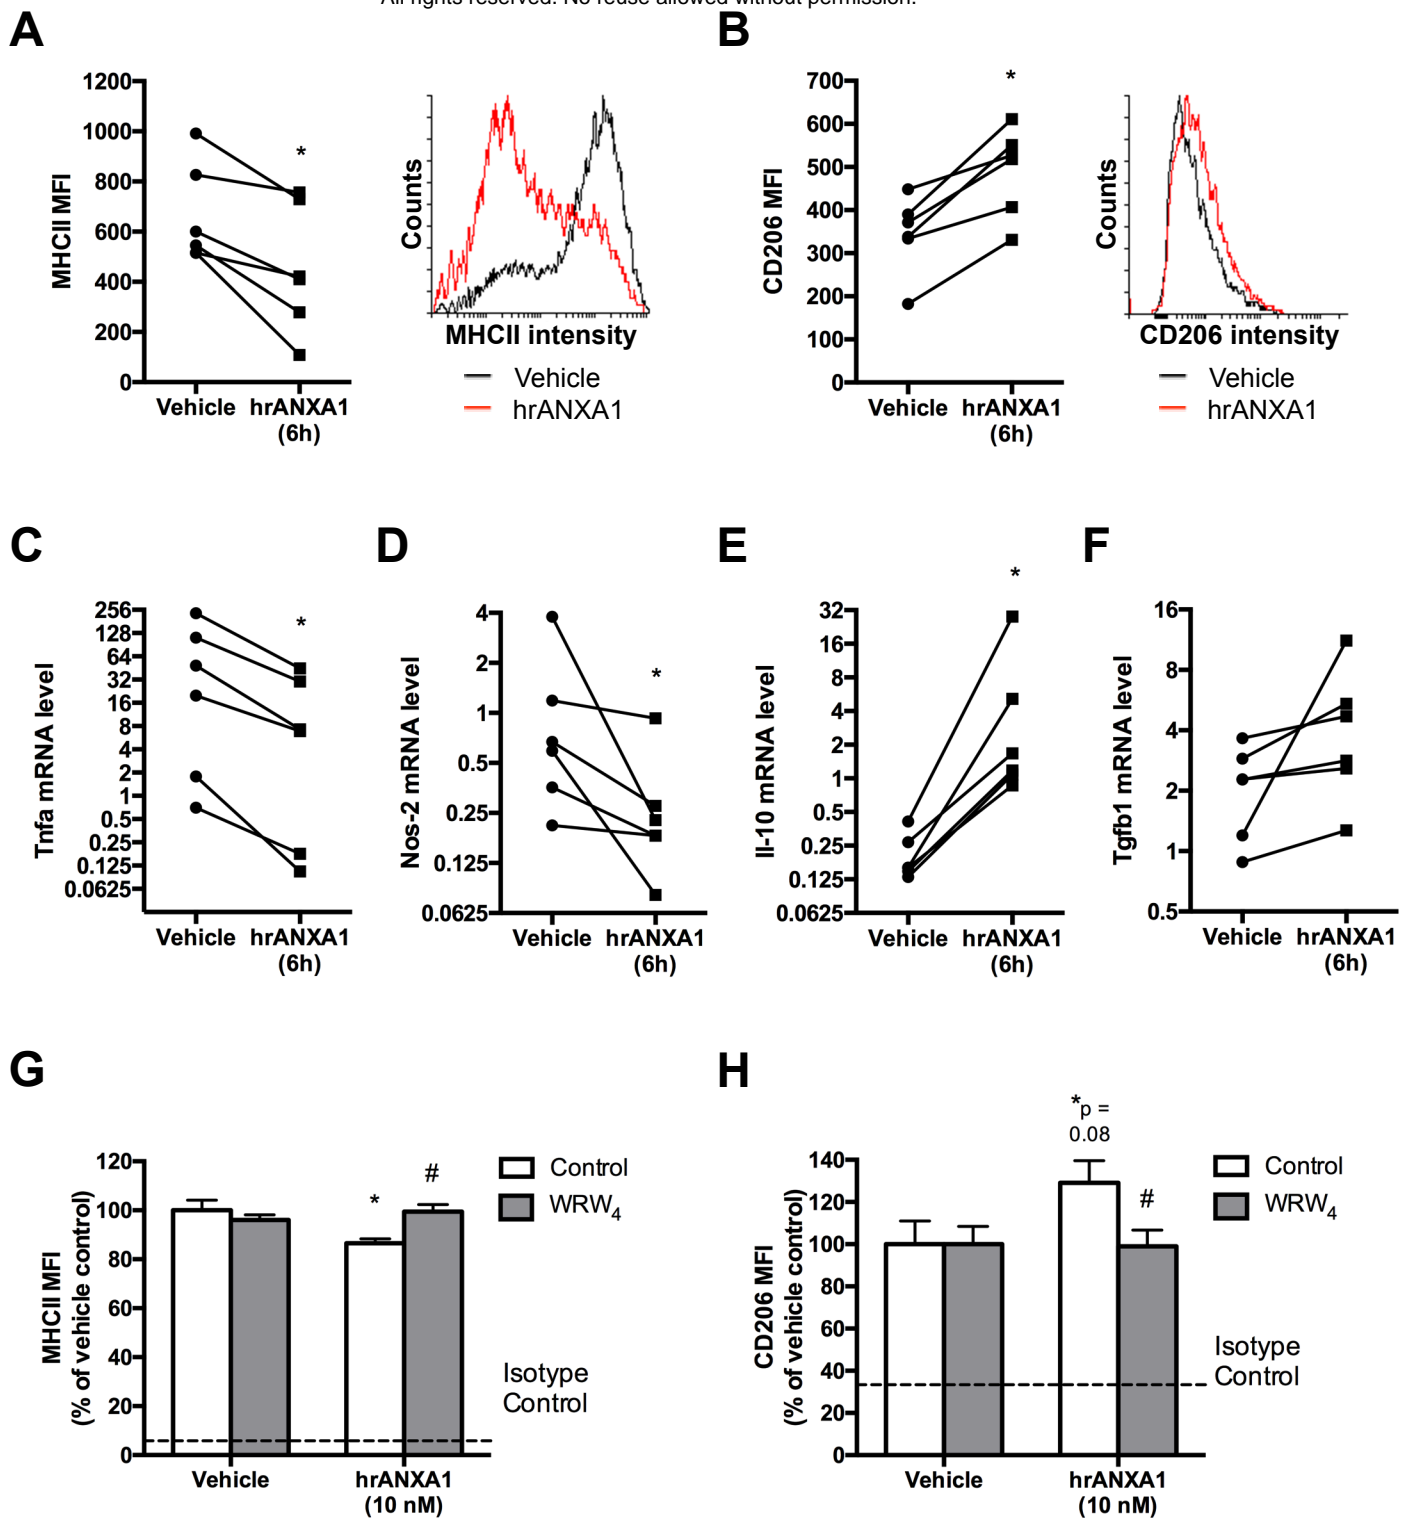 All rights reserved. No reuse allowed without permission.
A
B
1200
1000
800
600
400
200
0
MHCII MFI
*
Vehicle hrANXA1
(6h)
Counts
MHCII intensity
Vehicle
hrANXA1
700
600
500
400
300
200
100
0
CD206 MFI
*
Vehicle hrANXA1
(6h)
Counts
CD206 intensity
Vehicle
hrANXA1
C
D
E
F
256
128
64
32
16
8
4
2
1
0.5
0.25
0.125
0.0625
Tnfa mRNA level
*
Vehicle hrANXA1
(6h)
4
2
1
0.5
0.25
0.125
0.0625
Nos-2 mRNA level
*
Vehicle hrANXA1
(6h)
32
16
8
4
2
1
0.5
0.25
0.125
0.0625
Il-10 mRNA level
*
Vehicle hrANXA1
(6h)
16
8
4
2
1
0.5
Tgfb1 mRNA level
Vehicle hrANXA1
(6h)
G
H
120
100
80
60
40
20
0
MHCII MFI
(% of vehicle control)
*
#
Control
WRW4
Isotype
Control
Vehicle
hrANXA1
(10 nM)
140
120
100
80
60
40
20
0
CD206 MFI
(% of vehicle control)
*p =
0.08
#
Control
WRW4
Isotype
Control
Vehicle
hrANXA1
(10 nM)